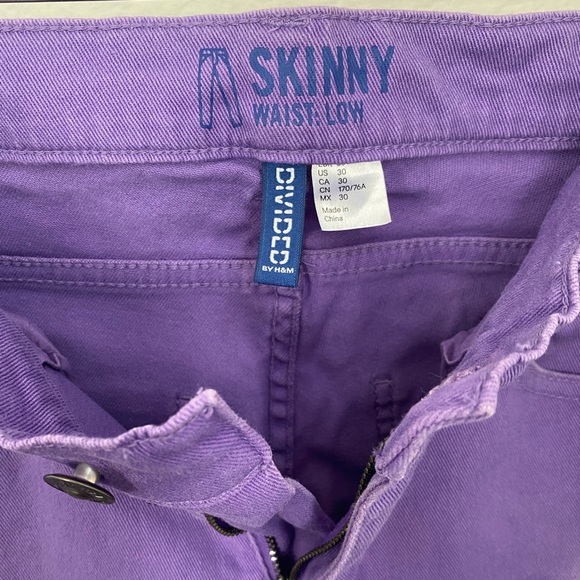 SKINNY
WAIST: LOW
DIVIDED
BY H&M
US 30
CA 30
CN 170/76A
MX 30
Made in
China